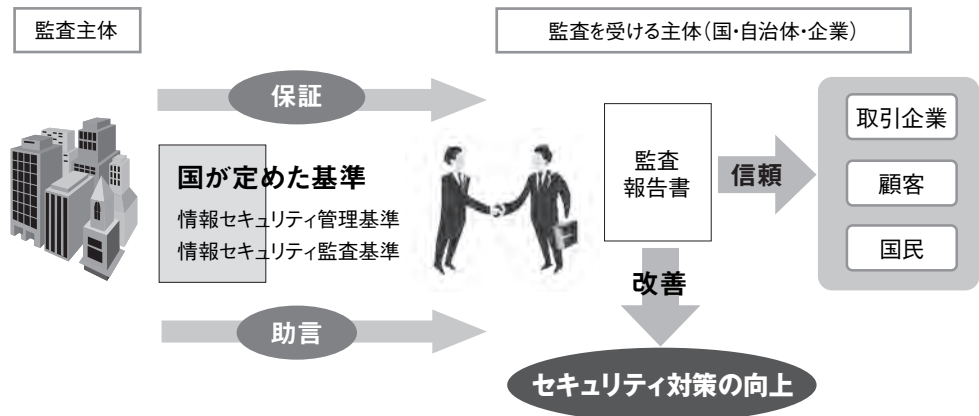 監査主体
監査を受ける主体（国・自治体・企業）
保証
国が定めた基準
情報セキュリティ管理基準
情報セキュリティ監査基準
助言
監査
報告書
信頼
取引企業
顧客
国民
改善
セキュリティ対策の向上